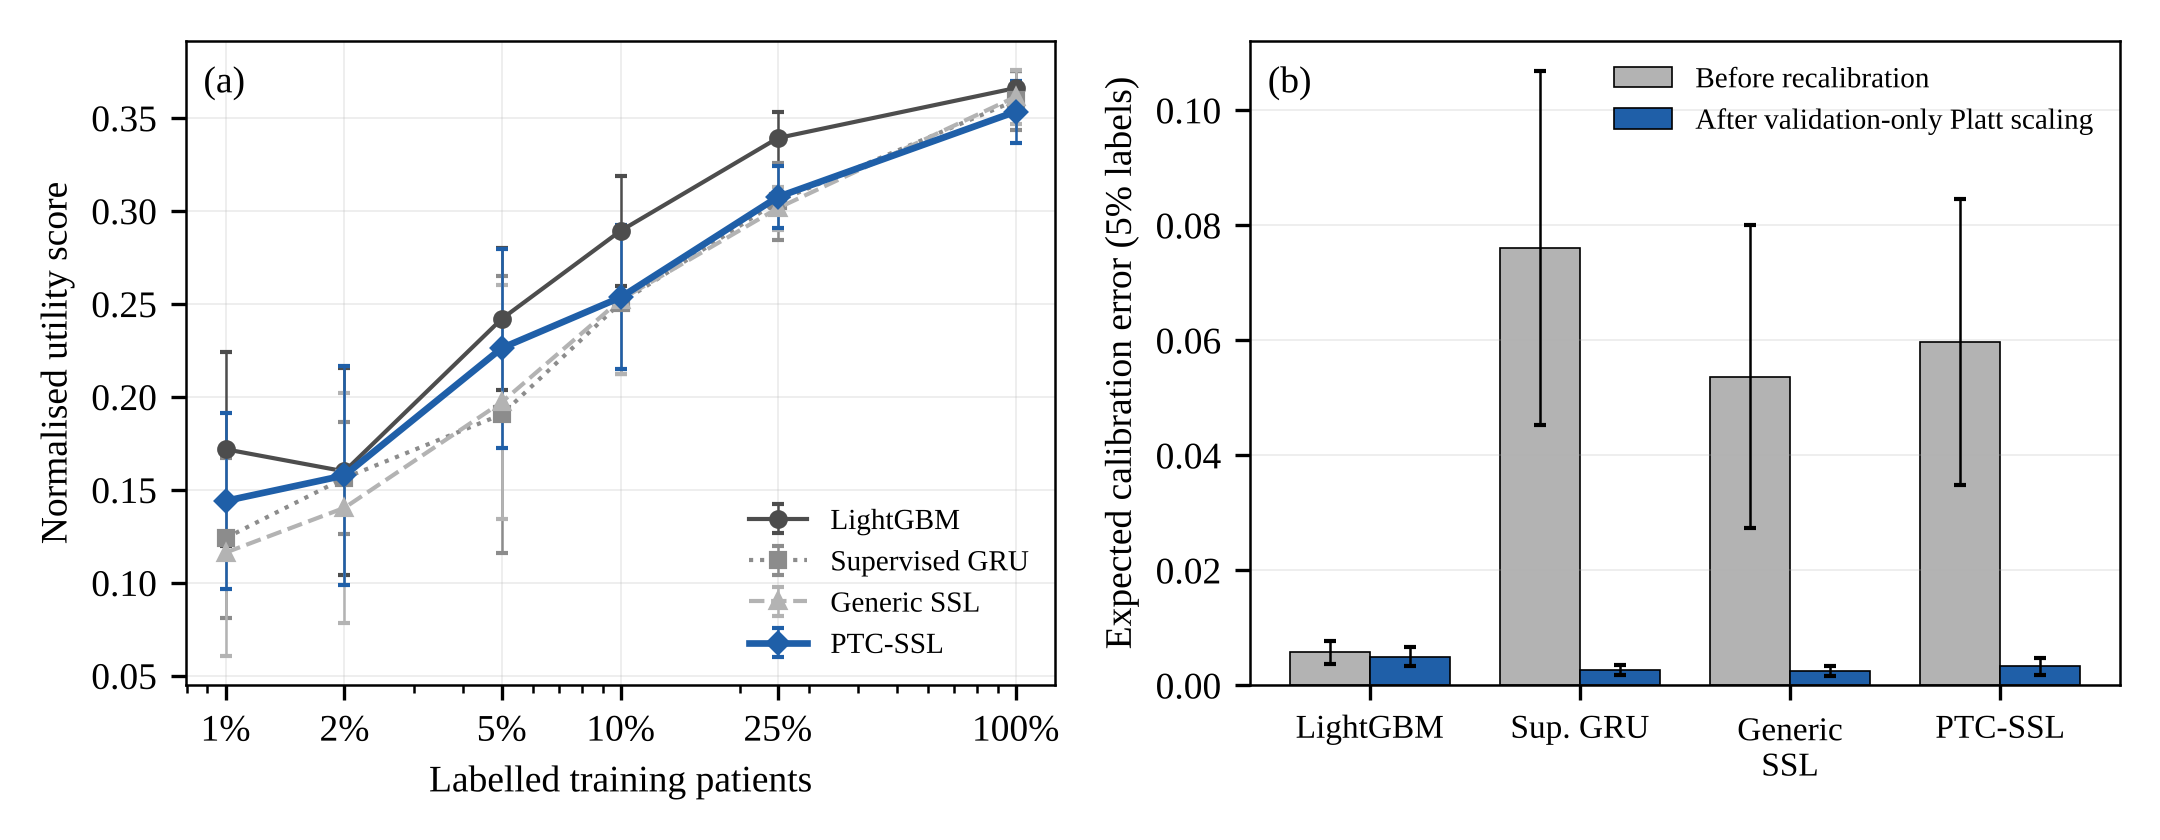 (a)
0.35
0.30
0.25
0.20
0.15
0.10
0.05
Normalised utility score
1% 2% 5% 10% 25% 100%
Labelled training patients
LightGBM
Supervised GRU
Generic SSL
PTC-SSL
(b)
Before recalibration
After validation-only Platt scaling
0.10
0.08
0.06
0.04
0.02
0.00
Expected calibration error (5% labels)
LightGBM Sup. GRU Generic PTC-SSL
SSL